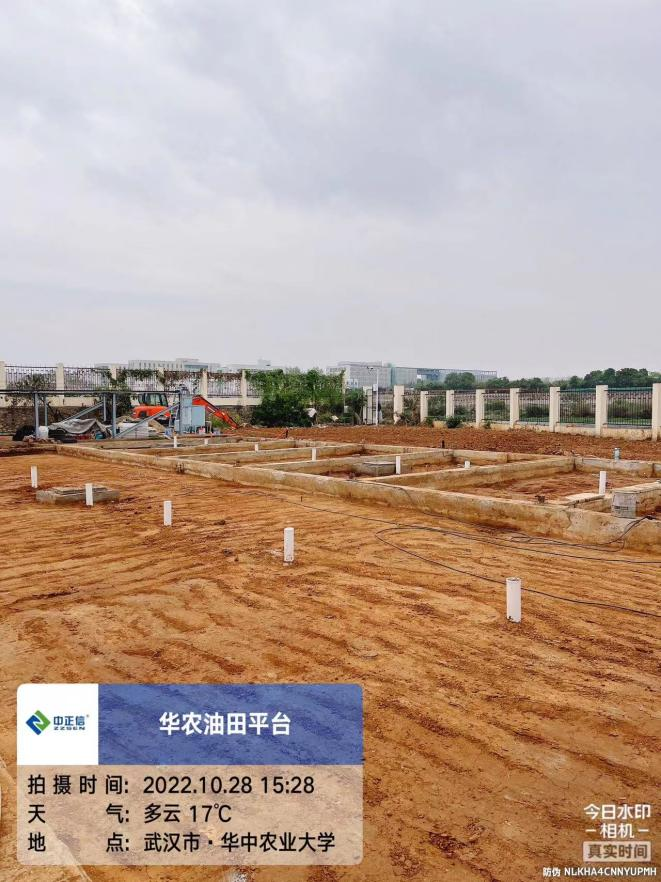 中正信®
ZZSEN
华农油田平台
拍摄时间: 2022.10.28 15:28
天气: 多云 17℃
地点: 武汉市·华中农业大学
今日水印
相机
真实时间
防伪 NLKHA4CNNYUPMH